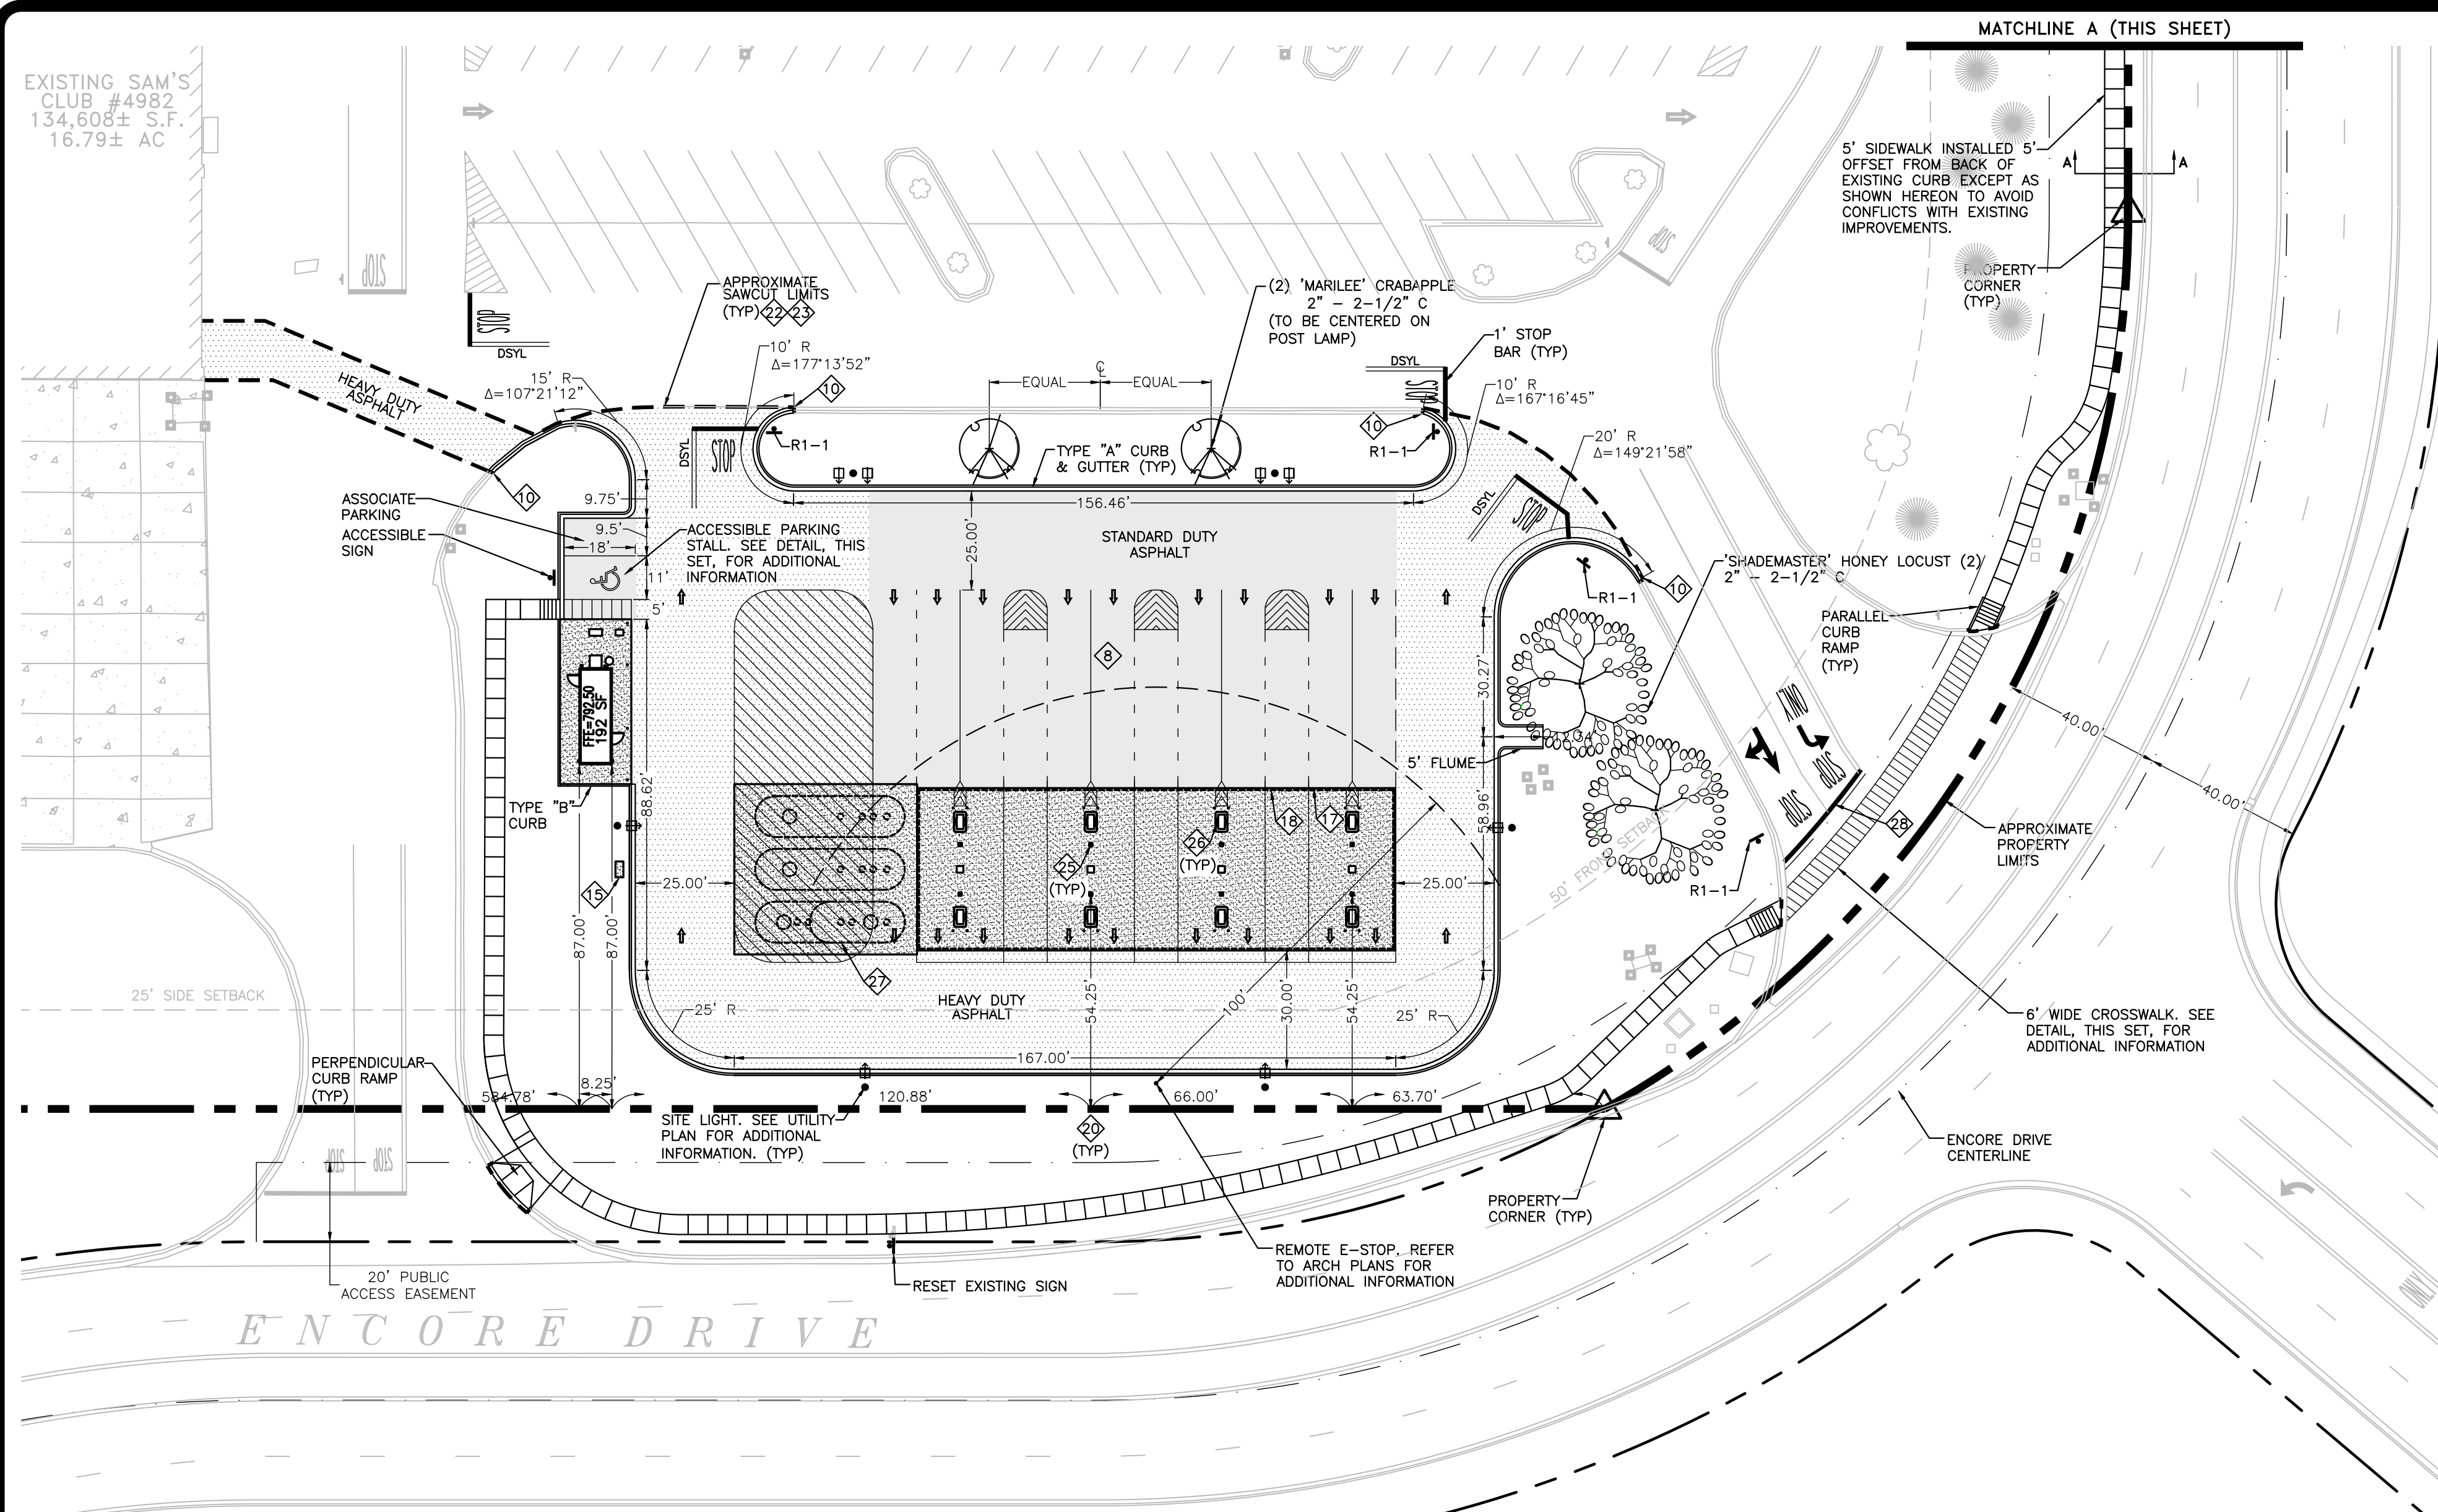 MATCHLINE A (THIS SHEET)
EXISTING SAM'S
CLUB #4982
134,608± S.F.
16.79± AC
STOP
STOP
DSYL
5' SIDEWALK INSTALLED 5'
OFFSET FROM BACK OF
EXISTING CURB EXCEPT AS
SHOWN HEREON TO AVOID
CONFLICTS WITH EXISTING
IMPROVEMENTS.
A
A
STOP
PROPERTY
CORNER
(TYP)
APPROXIMATE
SAWCUT LIMITS
(TYP) 22 23
(2) 'MARILEE' CRABAPPLE
2" - 2-1/2" C
(TO BE CENTERED ON
POST LAMP)
1' STOP
BAR (TYP)
10' R
Δ=177°13'52"
10
15' R
Δ=107°21'12"
HEAVY DUTY
ASPHALT
EQUAL
EQUAL
DSYL
STOP
10' R
Δ=167°16'45"
10
R1-1
20' R
Δ=149°21'58"
DSYL
STOP
R1-1
TYPE "A" CURB
& GUTTER (TYP)
156.46'
25.00'
10
ASSOCIATE
PARKING
ACCESSIBLE
SIGN
9.75'
9.5'
18'
11'
5'
ACCESSIBLE PARKING
STALL. SEE DETAIL, THIS
SET, FOR ADDITIONAL
INFORMATION
STANDARD DUTY
ASPHALT
DSYL
STOP
R1-1
10
'SHADEMASTER' HONEY LOCUST (2)
2" - 2-1/2" C
PARALLEL
CURB
RAMP
(TYP)
8
30.27'
12.34'
5' FLUME
FFE=792.50
192 SF
88.62'
TYPE "B"
CURB
15
87.00'
87.00'
25.00'
18
17
25
(TYP)
26
(TYP)
58.96'
25.00'
27
50' FRONT SETBACK
ONLY
STOP
STOP
28
R1-1
40.00'
40.00'
APPROXIMATE
PROPERTY
LIMITS
25' SIDE SETBACK
HEAVY DUTY
ASPHALT
25' R
54.25'
100'
30.00'
54.25'
25' R
167.00'
6' WIDE CROSSWALK. SEE
DETAIL, THIS SET, FOR
ADDITIONAL INFORMATION
PERPENDICULAR
CURB RAMP
(TYP)
584.78'
8.25'
120.88'
66.00'
63.70'
SITE LIGHT. SEE UTILITY
PLAN FOR ADDITIONAL
INFORMATION. (TYP)
20
(TYP)
STOP
STOP
ENCORE DRIVE
CENTERLINE
PROPERTY
CORNER (TYP)
REMOTE E-STOP. REFER
TO ARCH PLANS FOR
ADDITIONAL INFORMATION
RESET EXISTING SIGN
20' PUBLIC
ACCESS EASEMENT
ENCORE DRIVE
ONLY